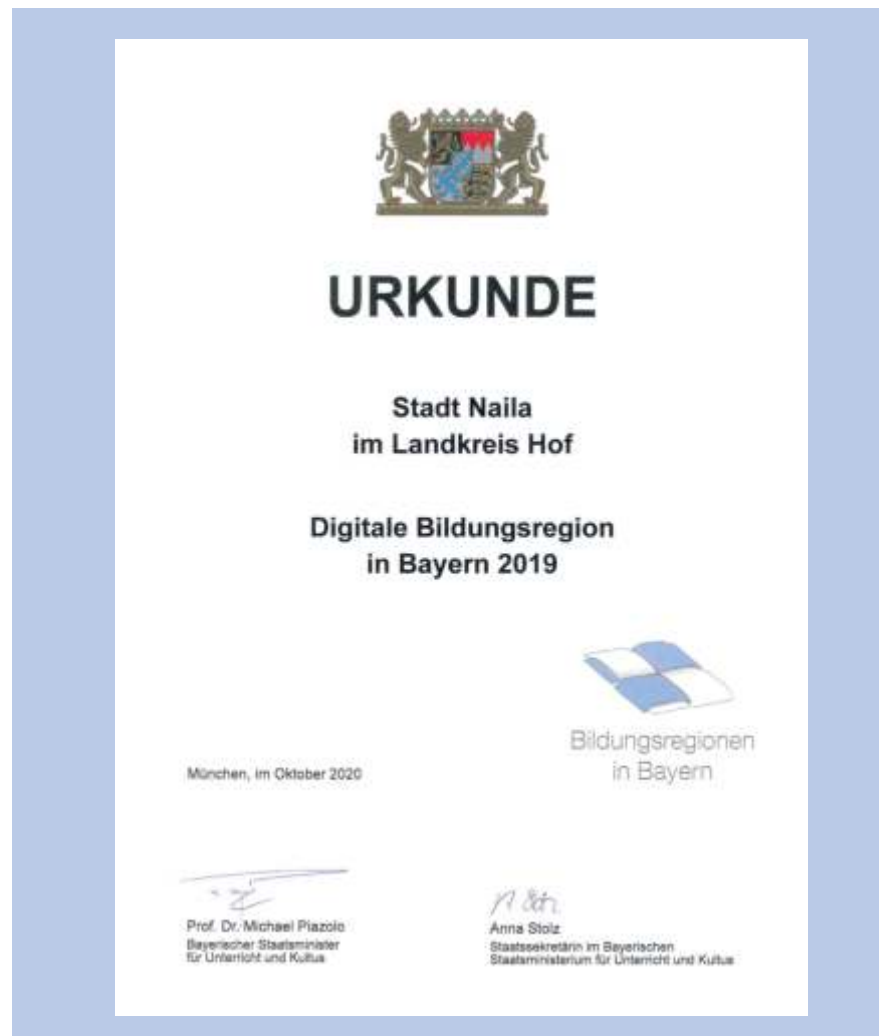 URKUNDE
Stadt Naila
im Landkreis Hof
Digitale Bildungsregion
in Bayern 2019
Bildungsregionen
in Bayern
München, im Oktober 2020
Prof. Dr. Michael Piazolo
Bayerischer Staatsminister
für Unterricht und Kultus
Anna Stolz
Staatssekretärin im Bayerischen
Staatsministerium für Unterricht und Kultus